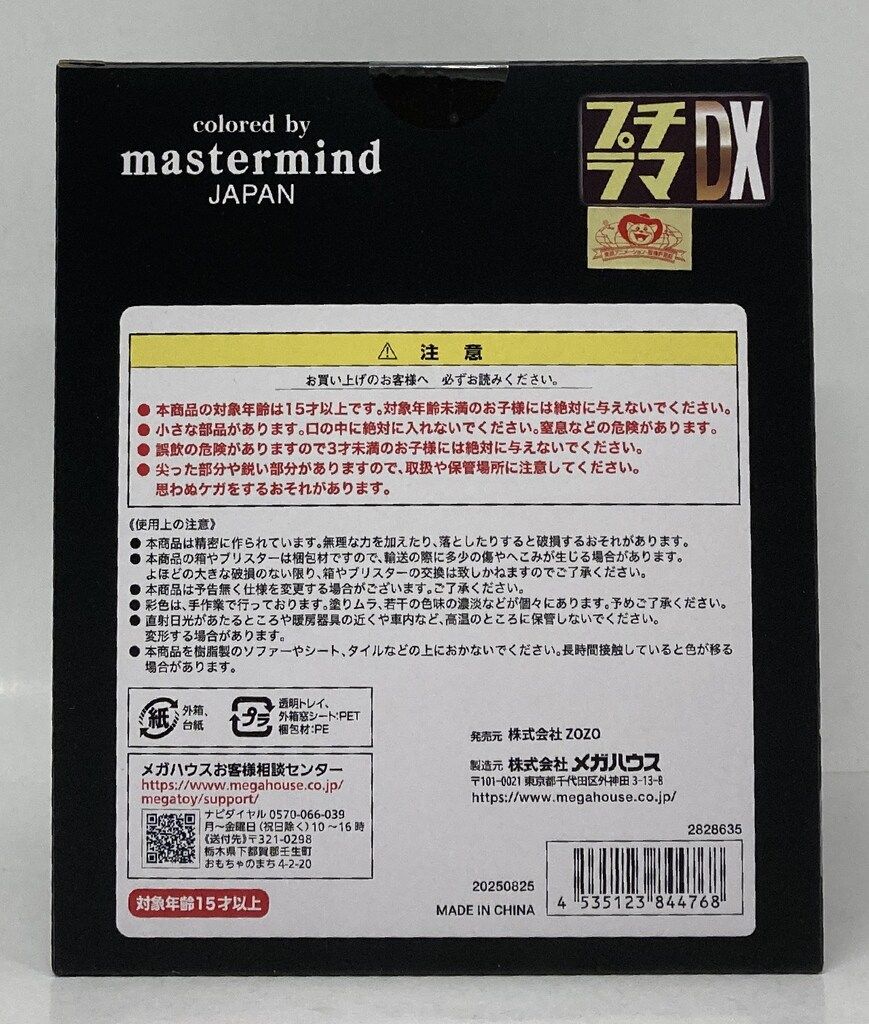 colored by
mastermind
JAPAN
プチ
ラマ DX
東映アニメーション・版権許諾証
⚠ 注 意
お買い上げのお客様へ 必ずお読みください。
● 本商品の対象年齢は15才以上です。対象年齢未満のお子様には絶対に与えないでください。
● 小さな部品があります。口の中に絶対に入れないでください。窒息などの危険があります。
● 誤飲の危険がありますので3才未満のお子様には絶対に与えないでください。
● 尖った部分や鋭い部分がありますので、取扱や保管場所に注意してください。
思わぬケガをするおそれがあります。
《使用上の注意》
● 本商品は精密に作られています。無理な力を加えたり、落としたりすると破損するおそれがあります。
● 本商品の箱やブリスターは梱包材ですので、輸送の際に多少の傷やへこみが生じる場合があります。
よほどの大きな破損のない限り、箱やブリスターの交換は致しかねますのでご了承ください。
● 本商品は予告無く仕様を変更する場合がございます。ご了承ください。
● 彩色は、手作業で行っております。塗りムラ、若干の色味の濃淡などが個々にあります。予めご了承ください。
● 直射日光があたるところや暖房器具の近くや車内など、高温のところに保管しないでください。
変形する場合があります。
● 本商品を樹脂製のソファーやシート、タイルなどの上におかないでください。長時間接触していると色が移る
場合があります。
紙 外箱、
台紙
プラ 透明トレイ、
外箱窓シート:PET
梱包材:PE
メガハウスお客様相談センター
https://www.megahouse.co.jp/
megatoy/support/
ナビダイヤル 0570-066-039
月～金曜日(祝日除く)10～16時
《送付先》〒321-0298
栃木県下都賀郡壬生町
おもちゃのまち4-2-20
対象年齢15才以上
発売元 株式会社 ZOZO
製造元 株式会社 メガハウス
〒101-0021 東京都千代田区外神田 3-13-8
https://www.megahouse.co.jp/
2828635
20250825
MADE IN CHINA
4 535123 844768